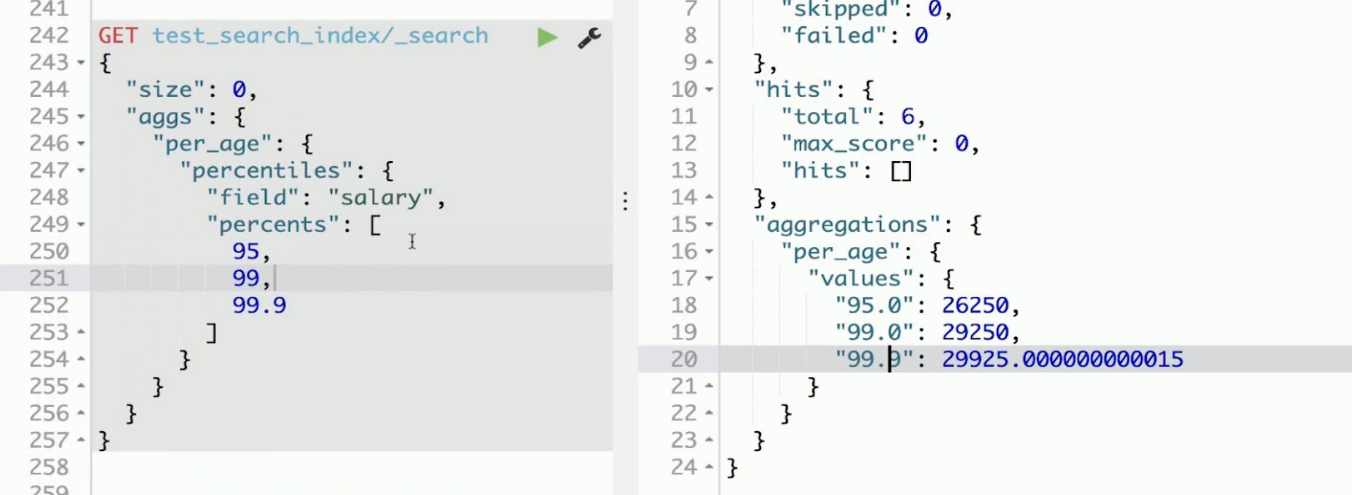 241
242 GET test_search_index/_search
243 {
244 "size": 0,
245 "aggs": {
246 "per_age": {
247 "percentiles": {
248 "field": "salary",
249 "percents": [
250 95,
251 99,
252 99.9
253 ]
254 }
255 }
256 }
257 }
258
259
7 "skipped": 0,
8 "failed": 0
9 },
10 "hits": {
11 "total": 6,
12 "max_score": 0,
13 "hits": []
14 },
15 "aggregations": {
16 "per_age": {
17 "values": {
18 "95.0": 26250,
19 "99.0": 29250,
20 "99.9": 29925.000000000015
21 }
22 }
23 }
24 }